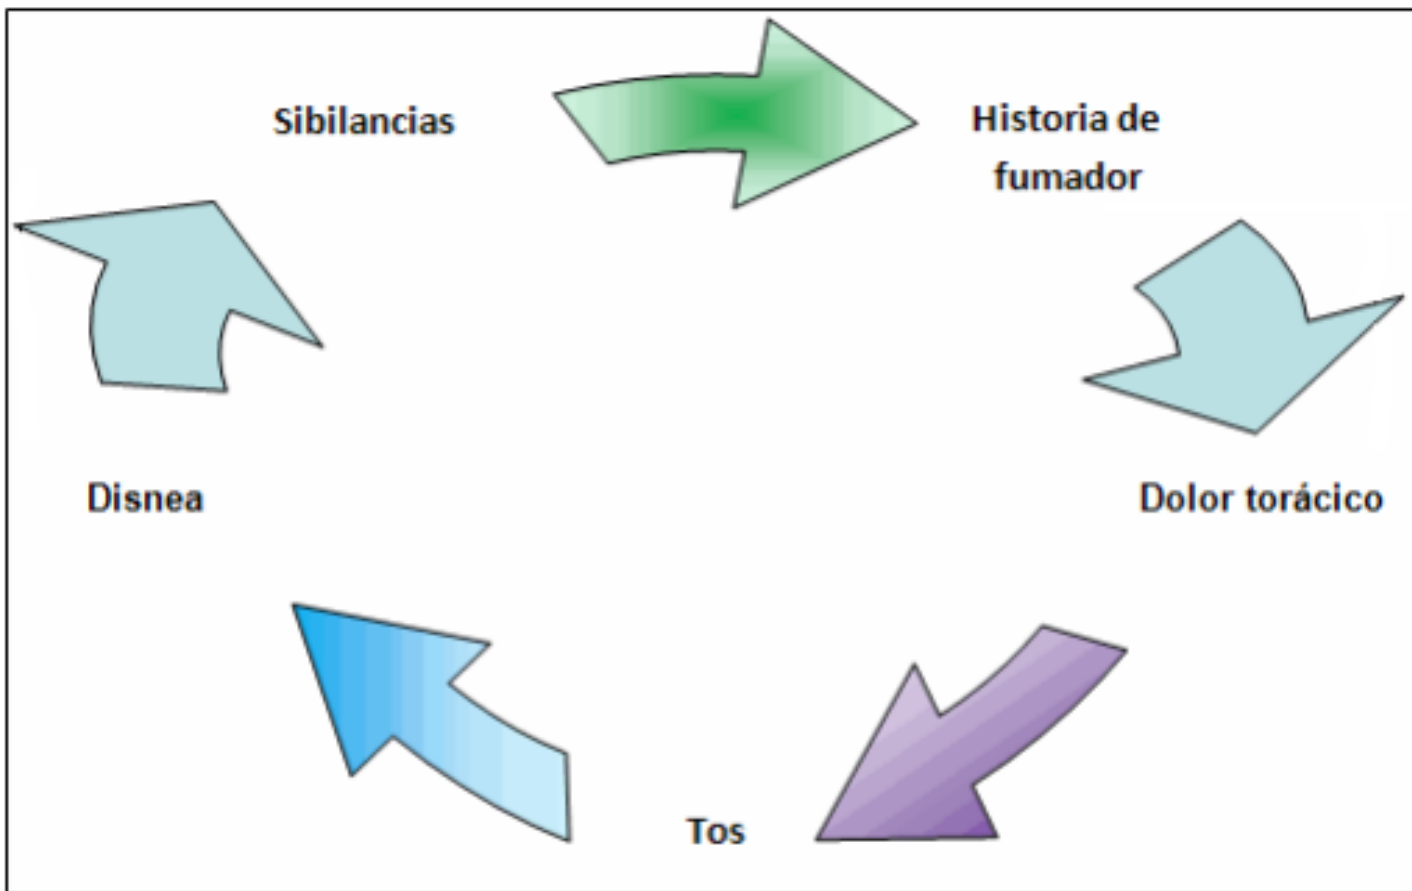 Sibilancias
Historia de
fumador
Disnea
Dolor torácico
Tos